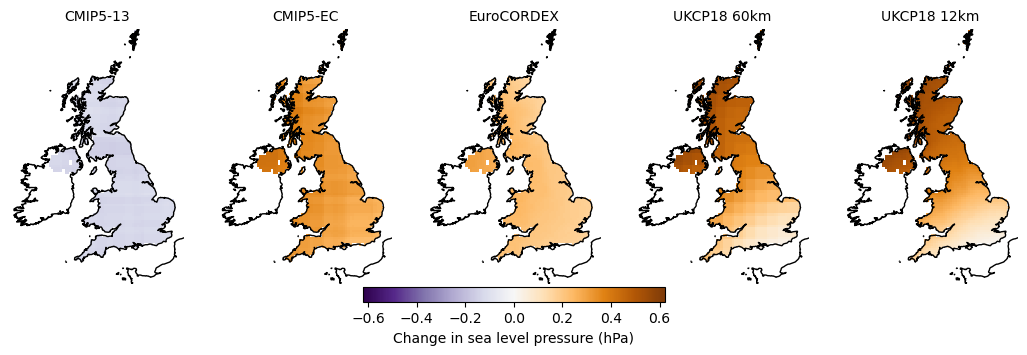 CMIP5-13 CMIP5-EC EuroCORDEX UKCP18 60km UKCP18 12km
−0.6 −0.4 −0.2 0.0 0.2 0.4 0.6
Change in sea level pressure (hPa)